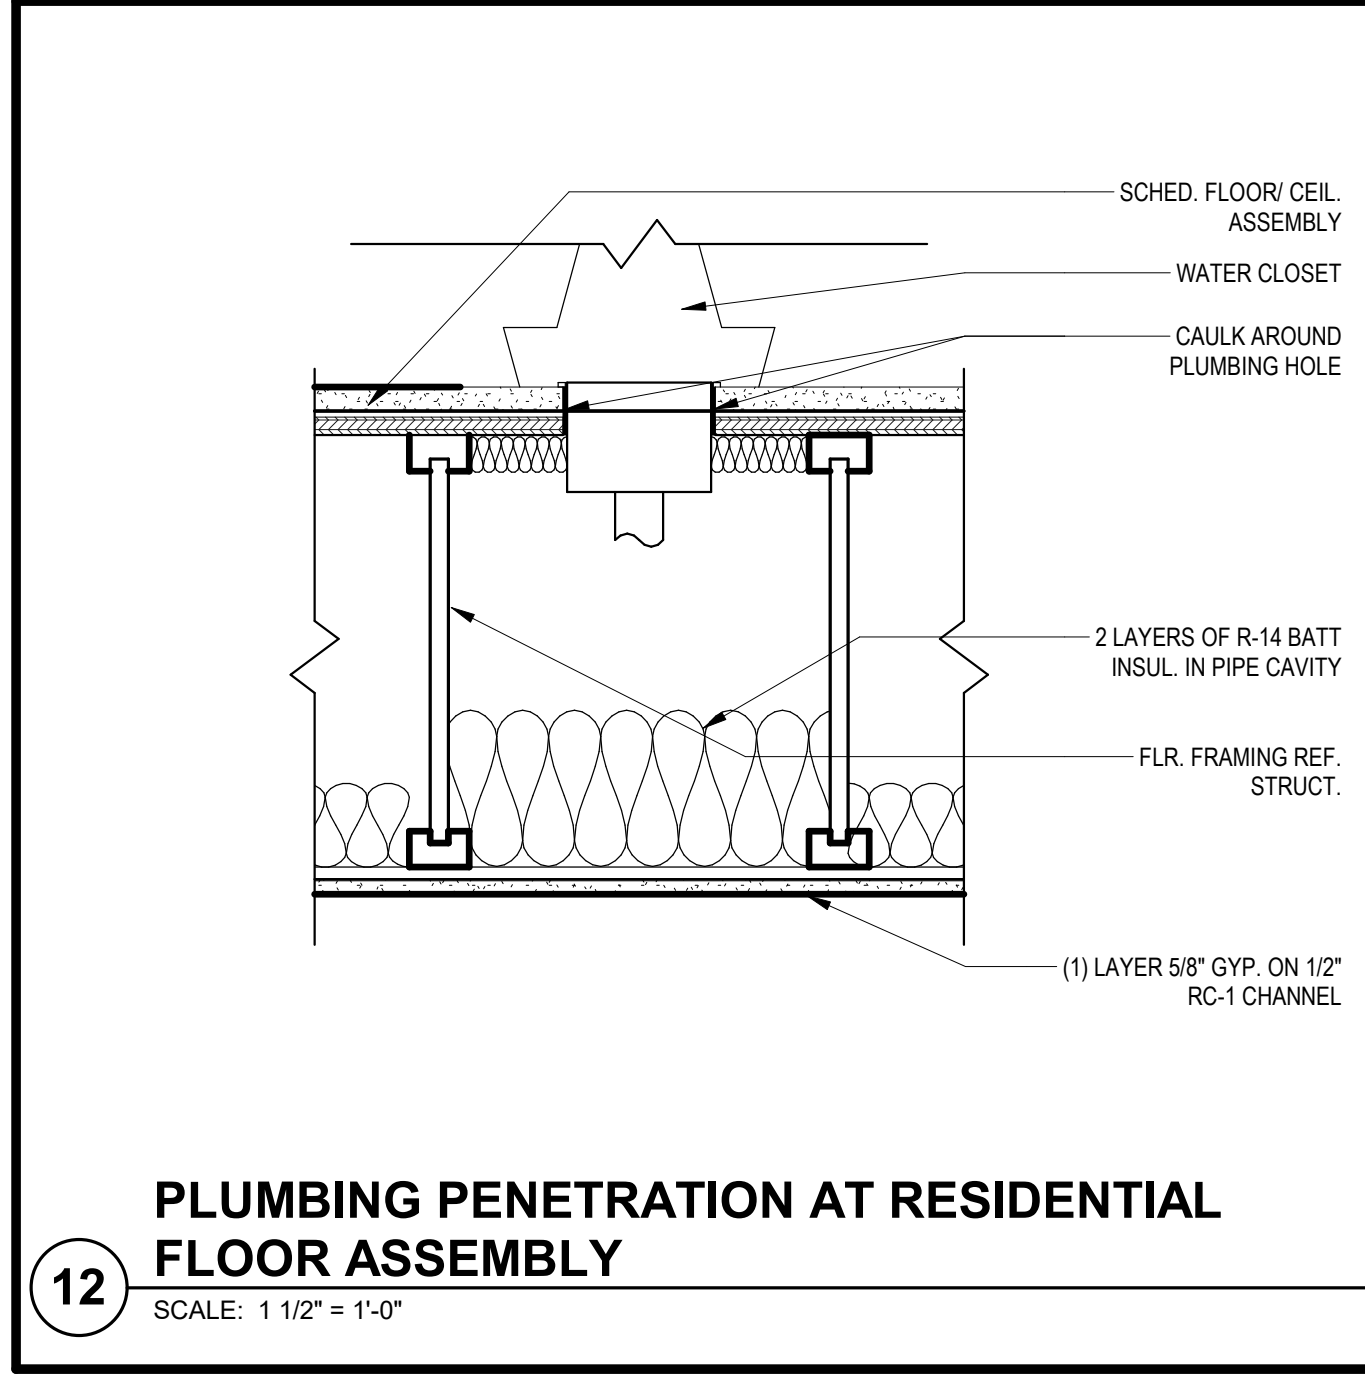 SCHED. FLOOR/ CEIL.
ASSEMBLY
WATER CLOSET
CAULK AROUND
PLUMBING HOLE
2 LAYERS OF R-14 BATT
INSUL. IN PIPE CAVITY
FLR. FRAMING REF.
STRUCT.
(1) LAYER 5/8" GYP. ON 1/2"
RC-1 CHANNEL
PLUMBING PENETRATION AT RESIDENTIAL
FLOOR ASSEMBLY
12
SCALE: 1 1/2" = 1'-0"